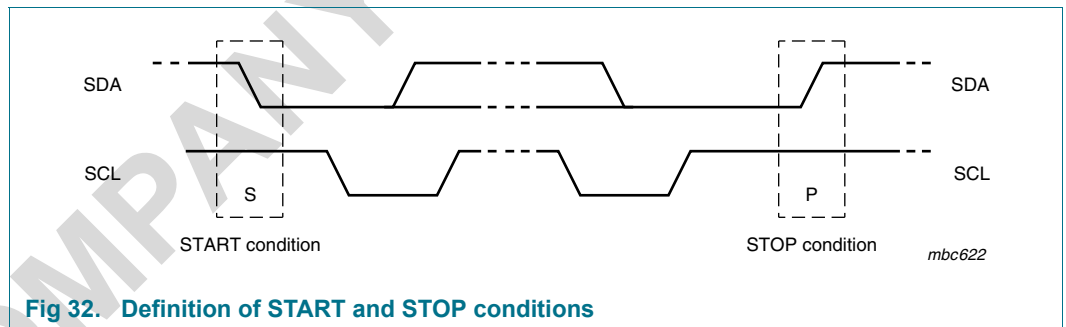 SDA
SDA
SCL
SCL
S
P
START condition
STOP condition
mbc622
Fig 32. Definition of START and STOP conditions
COMPANY